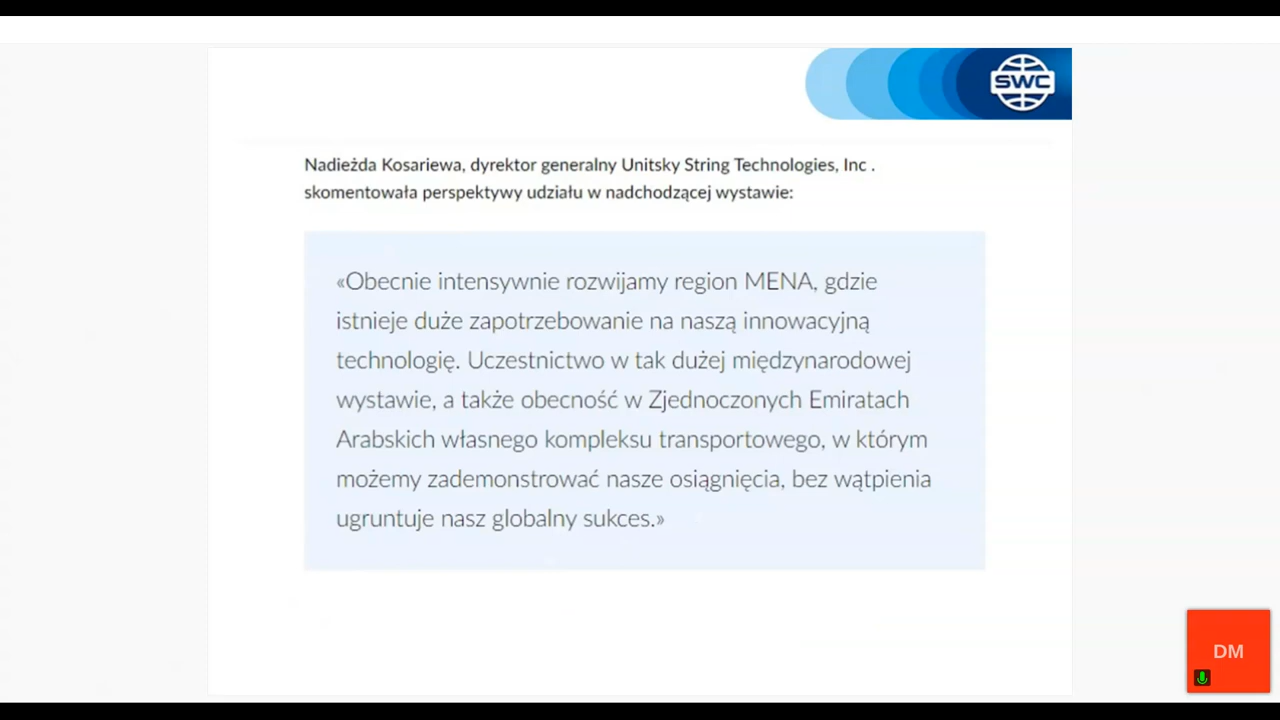 SWC
Nadieżda Kosariewa, dyrektor generalny Unitsky String Technologies, Inc .
skomentowała perspektywy udziału w nadchodzącej wystawie:
«Obecnie intensywnie rozwijamy region MENA, gdzie
istnieje duże zapotrzebowanie na naszą innowacyjną
technologię. Uczestnictwo w tak dużej międzynarodowej
wystawie, a także obecność w Zjednoczonych Emiratach
Arabskich własnego kompleksu transportowego, w którym
możemy zademonstrować nasze osiągnięcia, bez wątpienia
ugruntuje nasz globalny sukces.»
DM